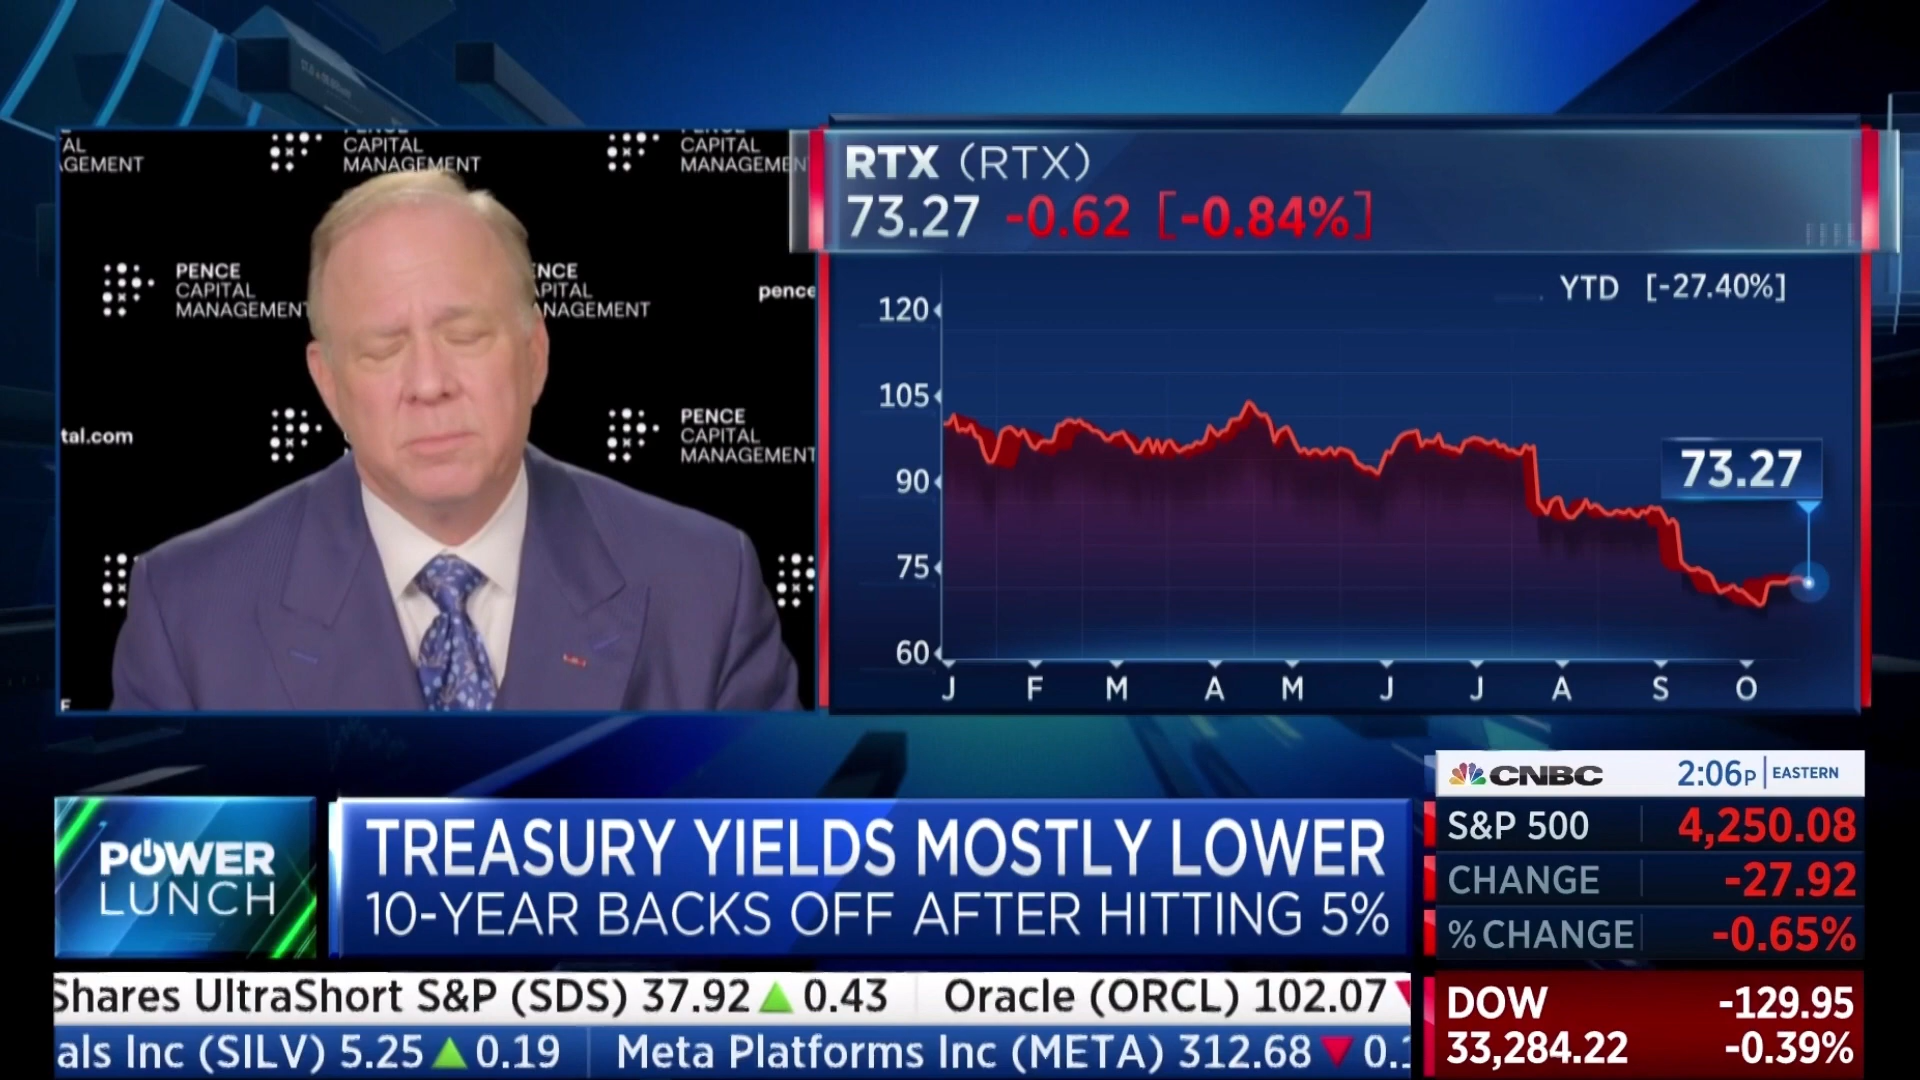 AL
CAPITAL
CAPITAL
MANAGEMENT
PENCE
CAPITAL
MANAGEMENT
tal.com
PENCE
CAPITAL
MANAGEMENT
RTX (RTX)
73.27 -0.62 [-0.84%]
YTD [-27.40%]
120
105
90
75
60
73.27
J F M A M J J A S O
POWER
LUNCH
TREASURY YIELDS MOSTLY LOWER
10-YEAR BACKS OFF AFTER HITTING 5%
CNBC 2:06P EASTERN
S&P 500 4,250.08
CHANGE -27.92
% CHANGE -0.65%
DOW -129.95
33,284.22 -0.39%
Shares UltraShort S&P (SDS) 37.92 ▲ 0.43 Oracle (ORCL) 102.07 ▼
als Inc (SILV) 5.25 ▲ 0.19 Meta Platforms Inc (META) 312.68 ▼ 0.